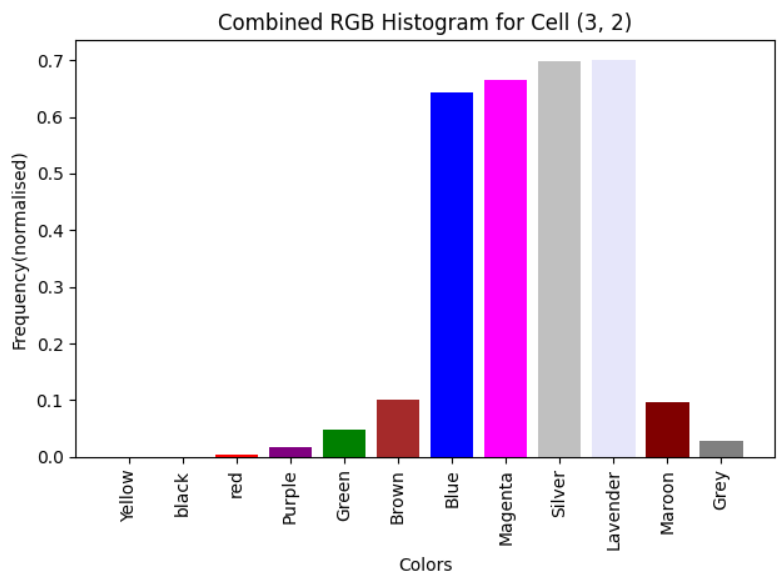 Combined RGB Histogram for Cell (3, 2)
Frequency(normalised)
0.7
0.6
0.5
0.4
0.3
0.2
0.1
0.0
Yellow
black
red
Purple
Green
Brown
Blue
Magenta
Silver
Lavender
Maroon
Grey
Colors